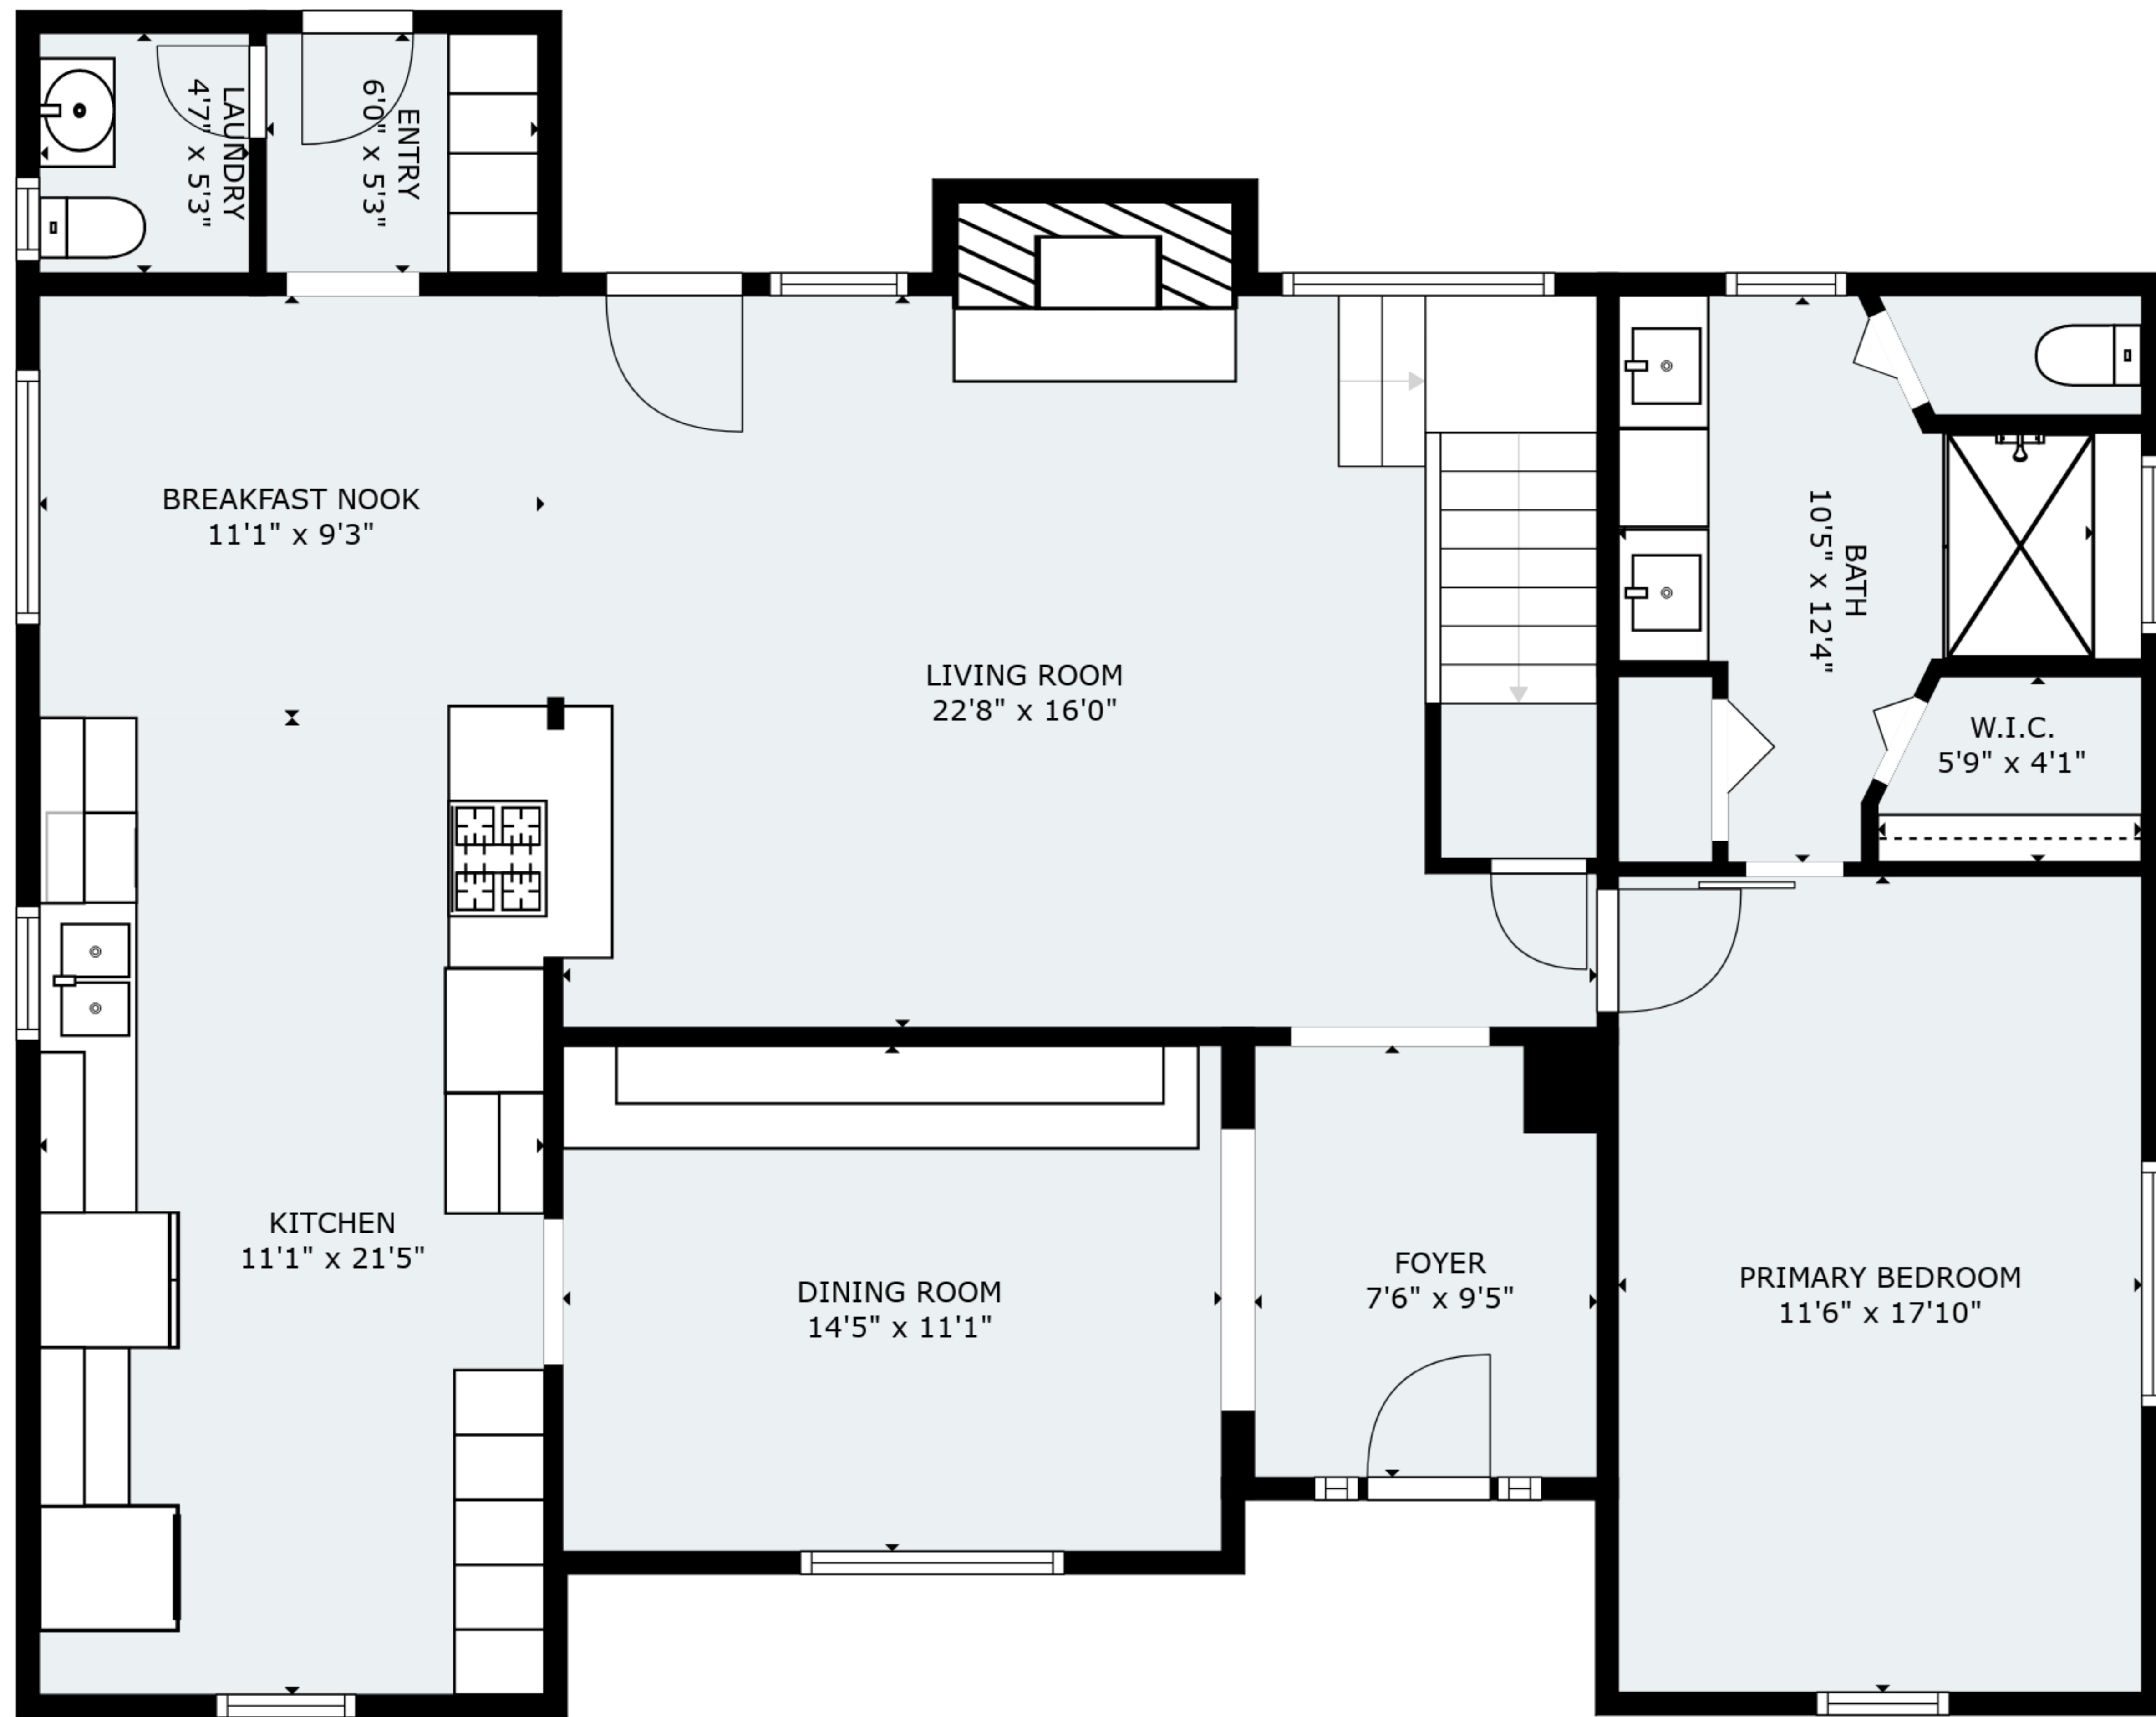 LAUNDRY
4'7" x 5'3"
ENTRY
6'0" x 5'3"
BREAKFAST NOOK
11'1" x 9'3"
LIVING ROOM
22'8" x 16'0"
BATH
10'5" x 12'4"
W.I.C.
5'9" x 4'1"
KITCHEN
11'1" x 21'5"
DINING ROOM
14'5" x 11'1"
FOYER
7'6" x 9'5"
PRIMARY BEDROOM
11'6" x 17'10"